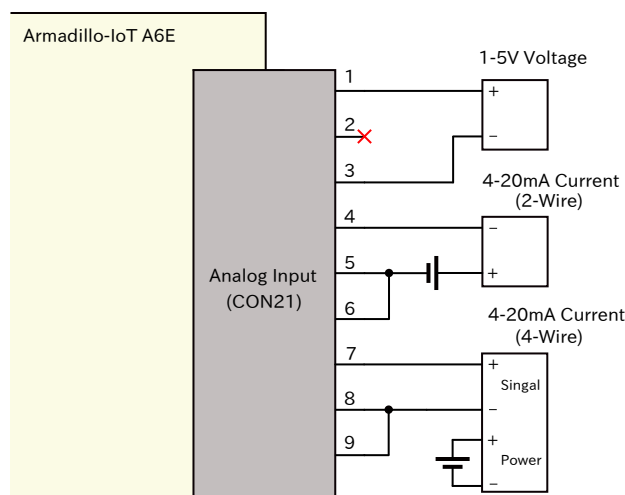 Armadillo-IoT A6E
Analog Input
(CON21)
1
2
3
4
5
6
7
8
9
1-5V Voltage
+
−
4-20mA Current
(2-Wire)
−
+
4-20mA Current
(4-Wire)
+
Singal
−
+
Power
−